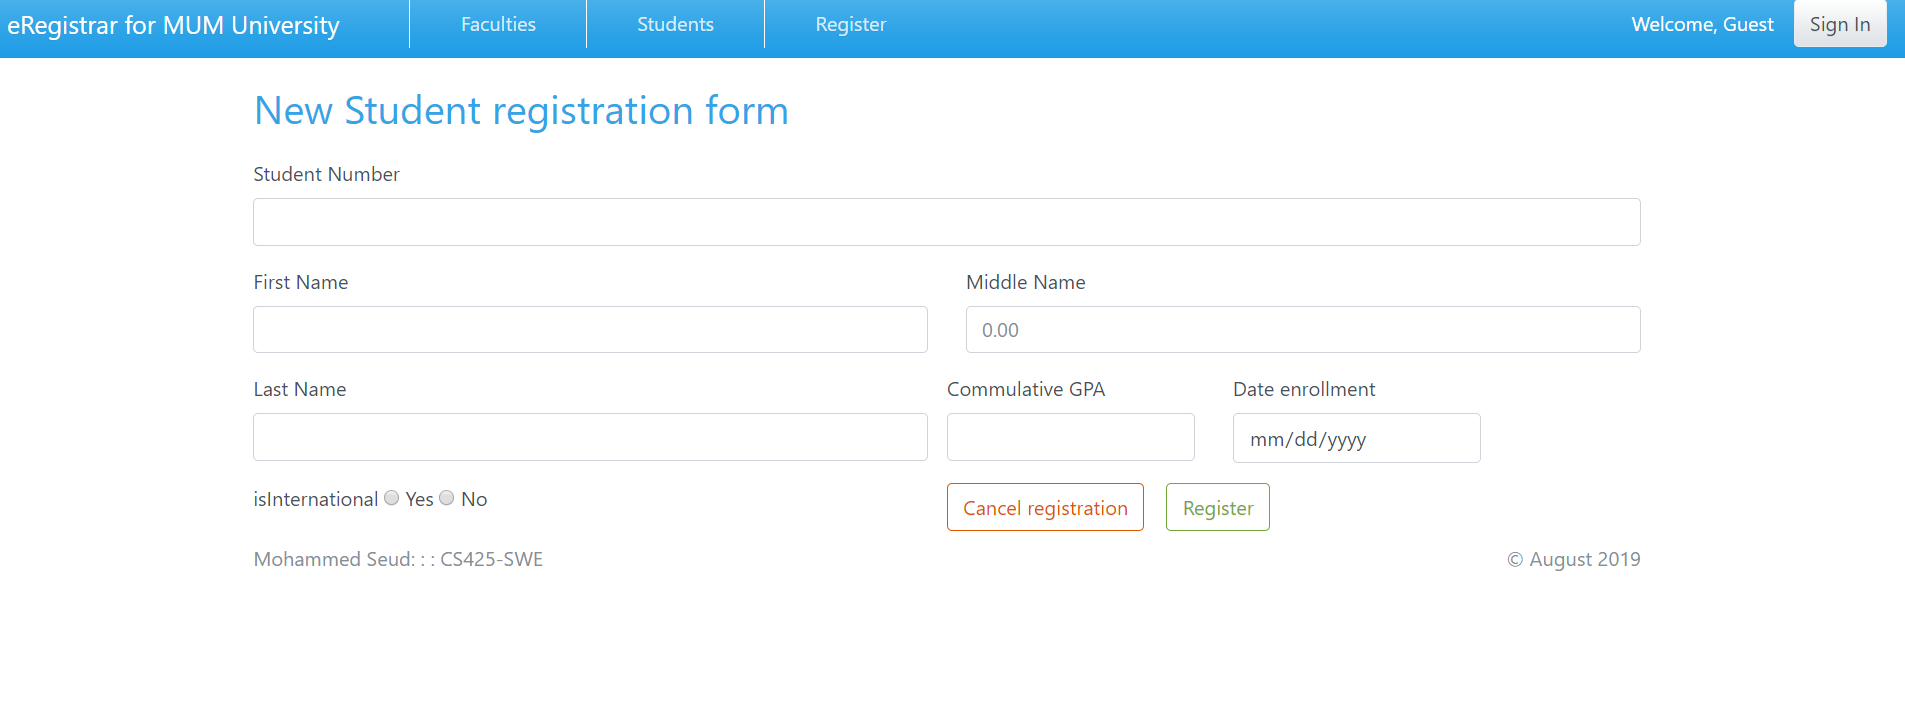 eRegistrar for MUM University Faculties Students Register Welcome, Guest Sign In
New Student registration form
Student Number
First Name Middle Name
0.00
Last Name Commulative GPA Date enrollment
mm/dd/yyyy
isInternational Yes No Cancel registration Register
Mohammed Seud: : : CS425-SWE © August 2019